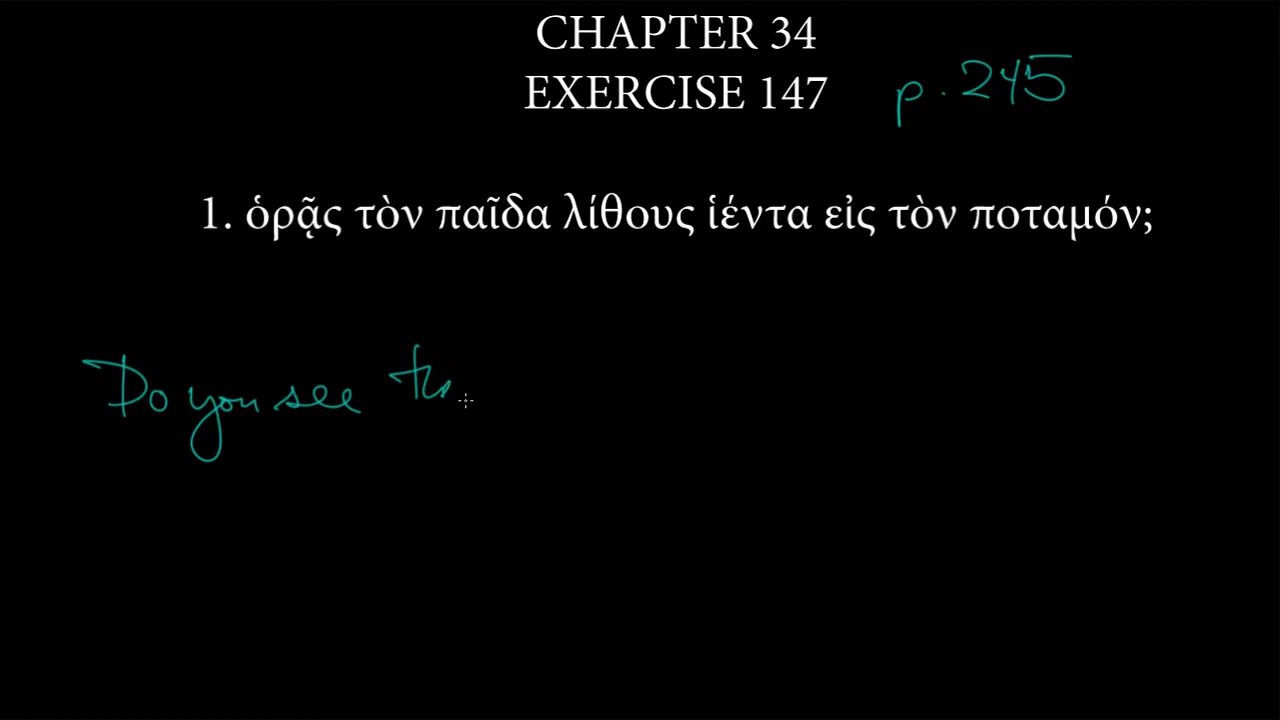 CHAPTER 34
EXERCISE 147 p. 245
1. ὁρᾷς τὸν παῖδα λίθους ἱέντα εἰς τὸν ποταμόν;
Do you see